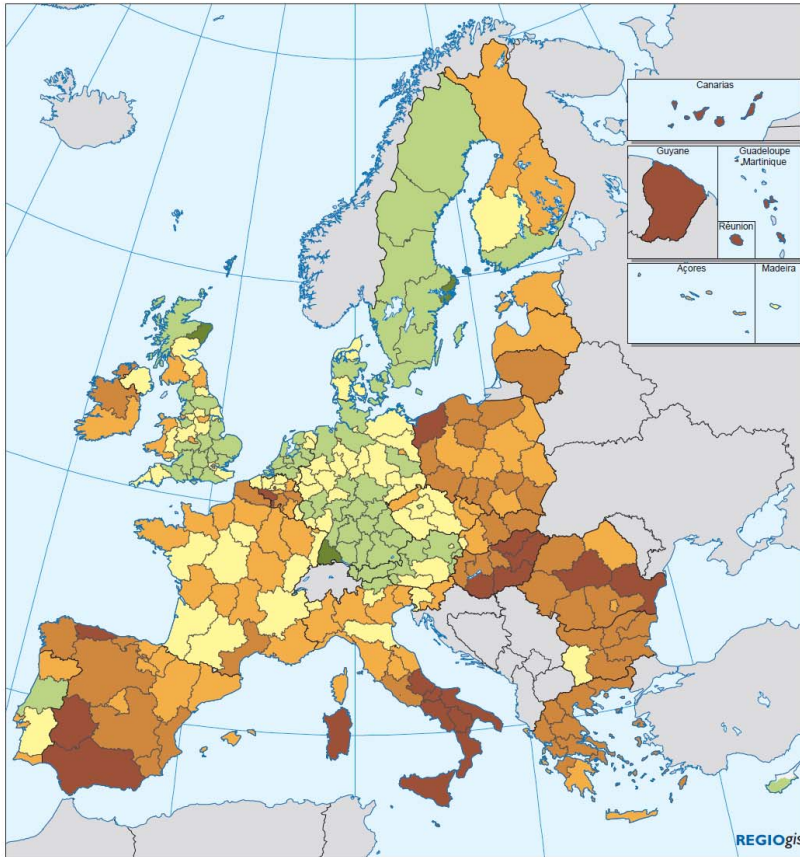 Canarias
Guyane
Guadeloupe
Martinique
Réunion
Açores
Madeira
REGIOgis